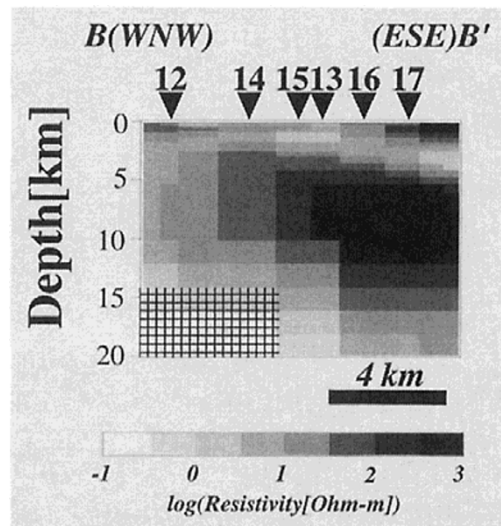 B(WNW) (ESE)B'
12 14 15 13 16 17
Depth[km]
0
5
10
15
20
4 km
-1 0 1 2 3
log(Resistivity[Ohm-m])